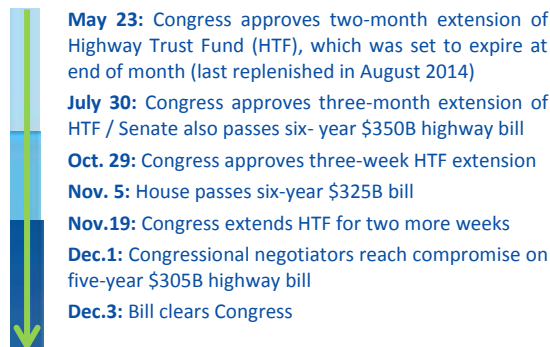 May 23: Congress approves two-month extension of
Highway Trust Fund (HTF), which was set to expire at
end of month (last replenished in August 2014)
July 30: Congress approves three-month extension of
HTF / Senate also passes six- year $350B highway bill
Oct. 29: Congress approves three-week HTF extension
Nov. 5: House passes six-year $325B bill
Nov.19: Congress extends HTF for two more weeks
Dec.1: Congressional negotiators reach compromise on
five-year $305B highway bill
Dec.3: Bill clears Congress